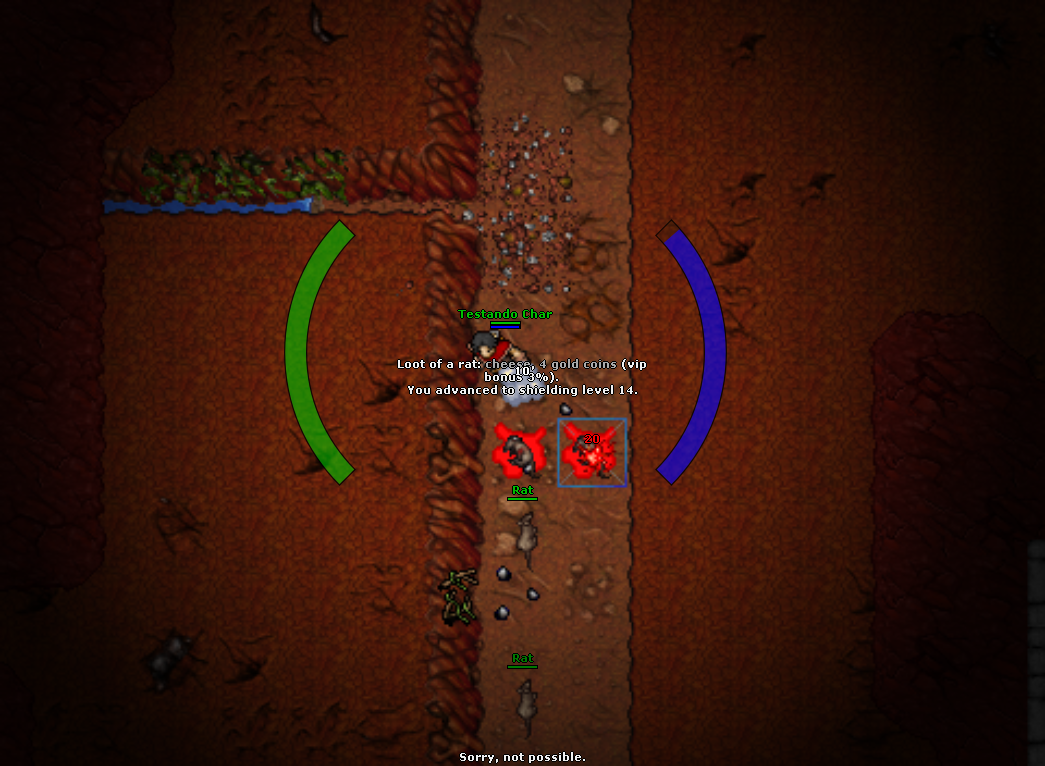 Testando Char
Loot of a rat: cheese, 4 gold coins (vip
10
bonus 3%).
You advanced to shielding level 14.
20
Rat
Rat
Sorry, not possible.